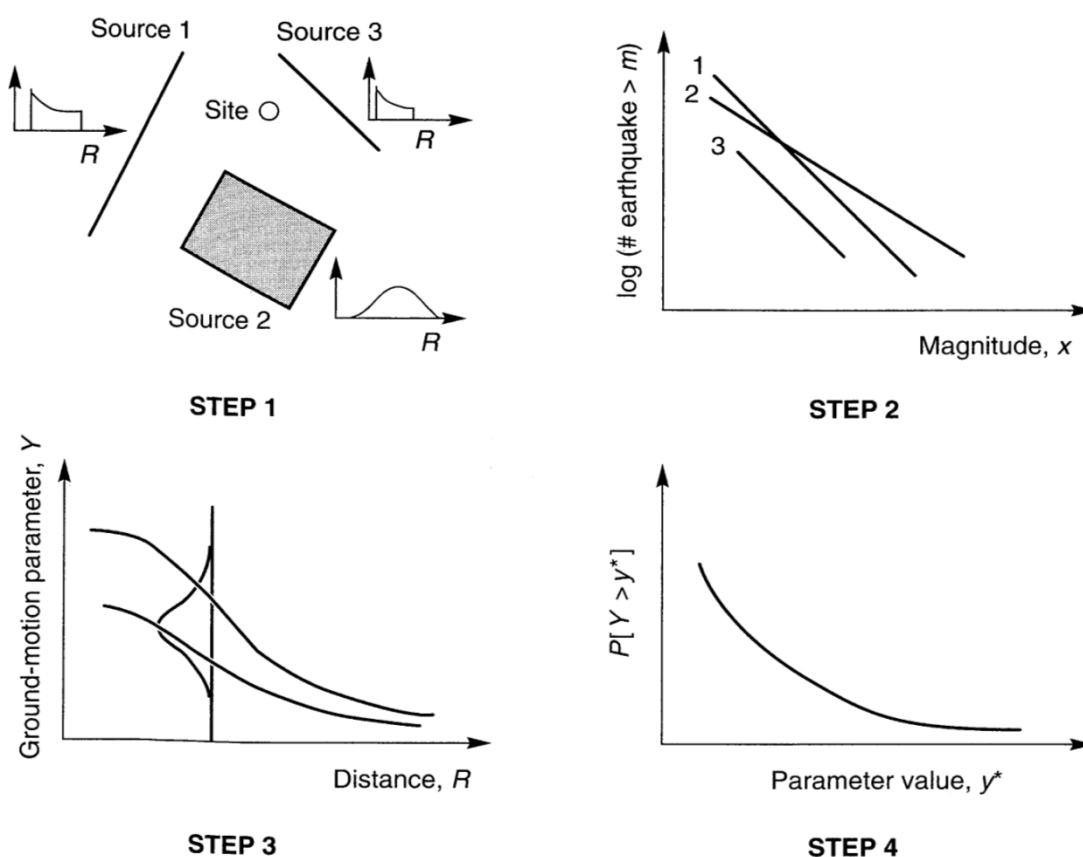 Source 1
Source 3
Site
R
R
Source 2
R
STEP 1
log (# earthquake > m)
1
2
3
Magnitude, x
STEP 2
Ground-motion parameter, Y
Distance, R
STEP 3
P[Y > y*]
Parameter value, y*
STEP 4